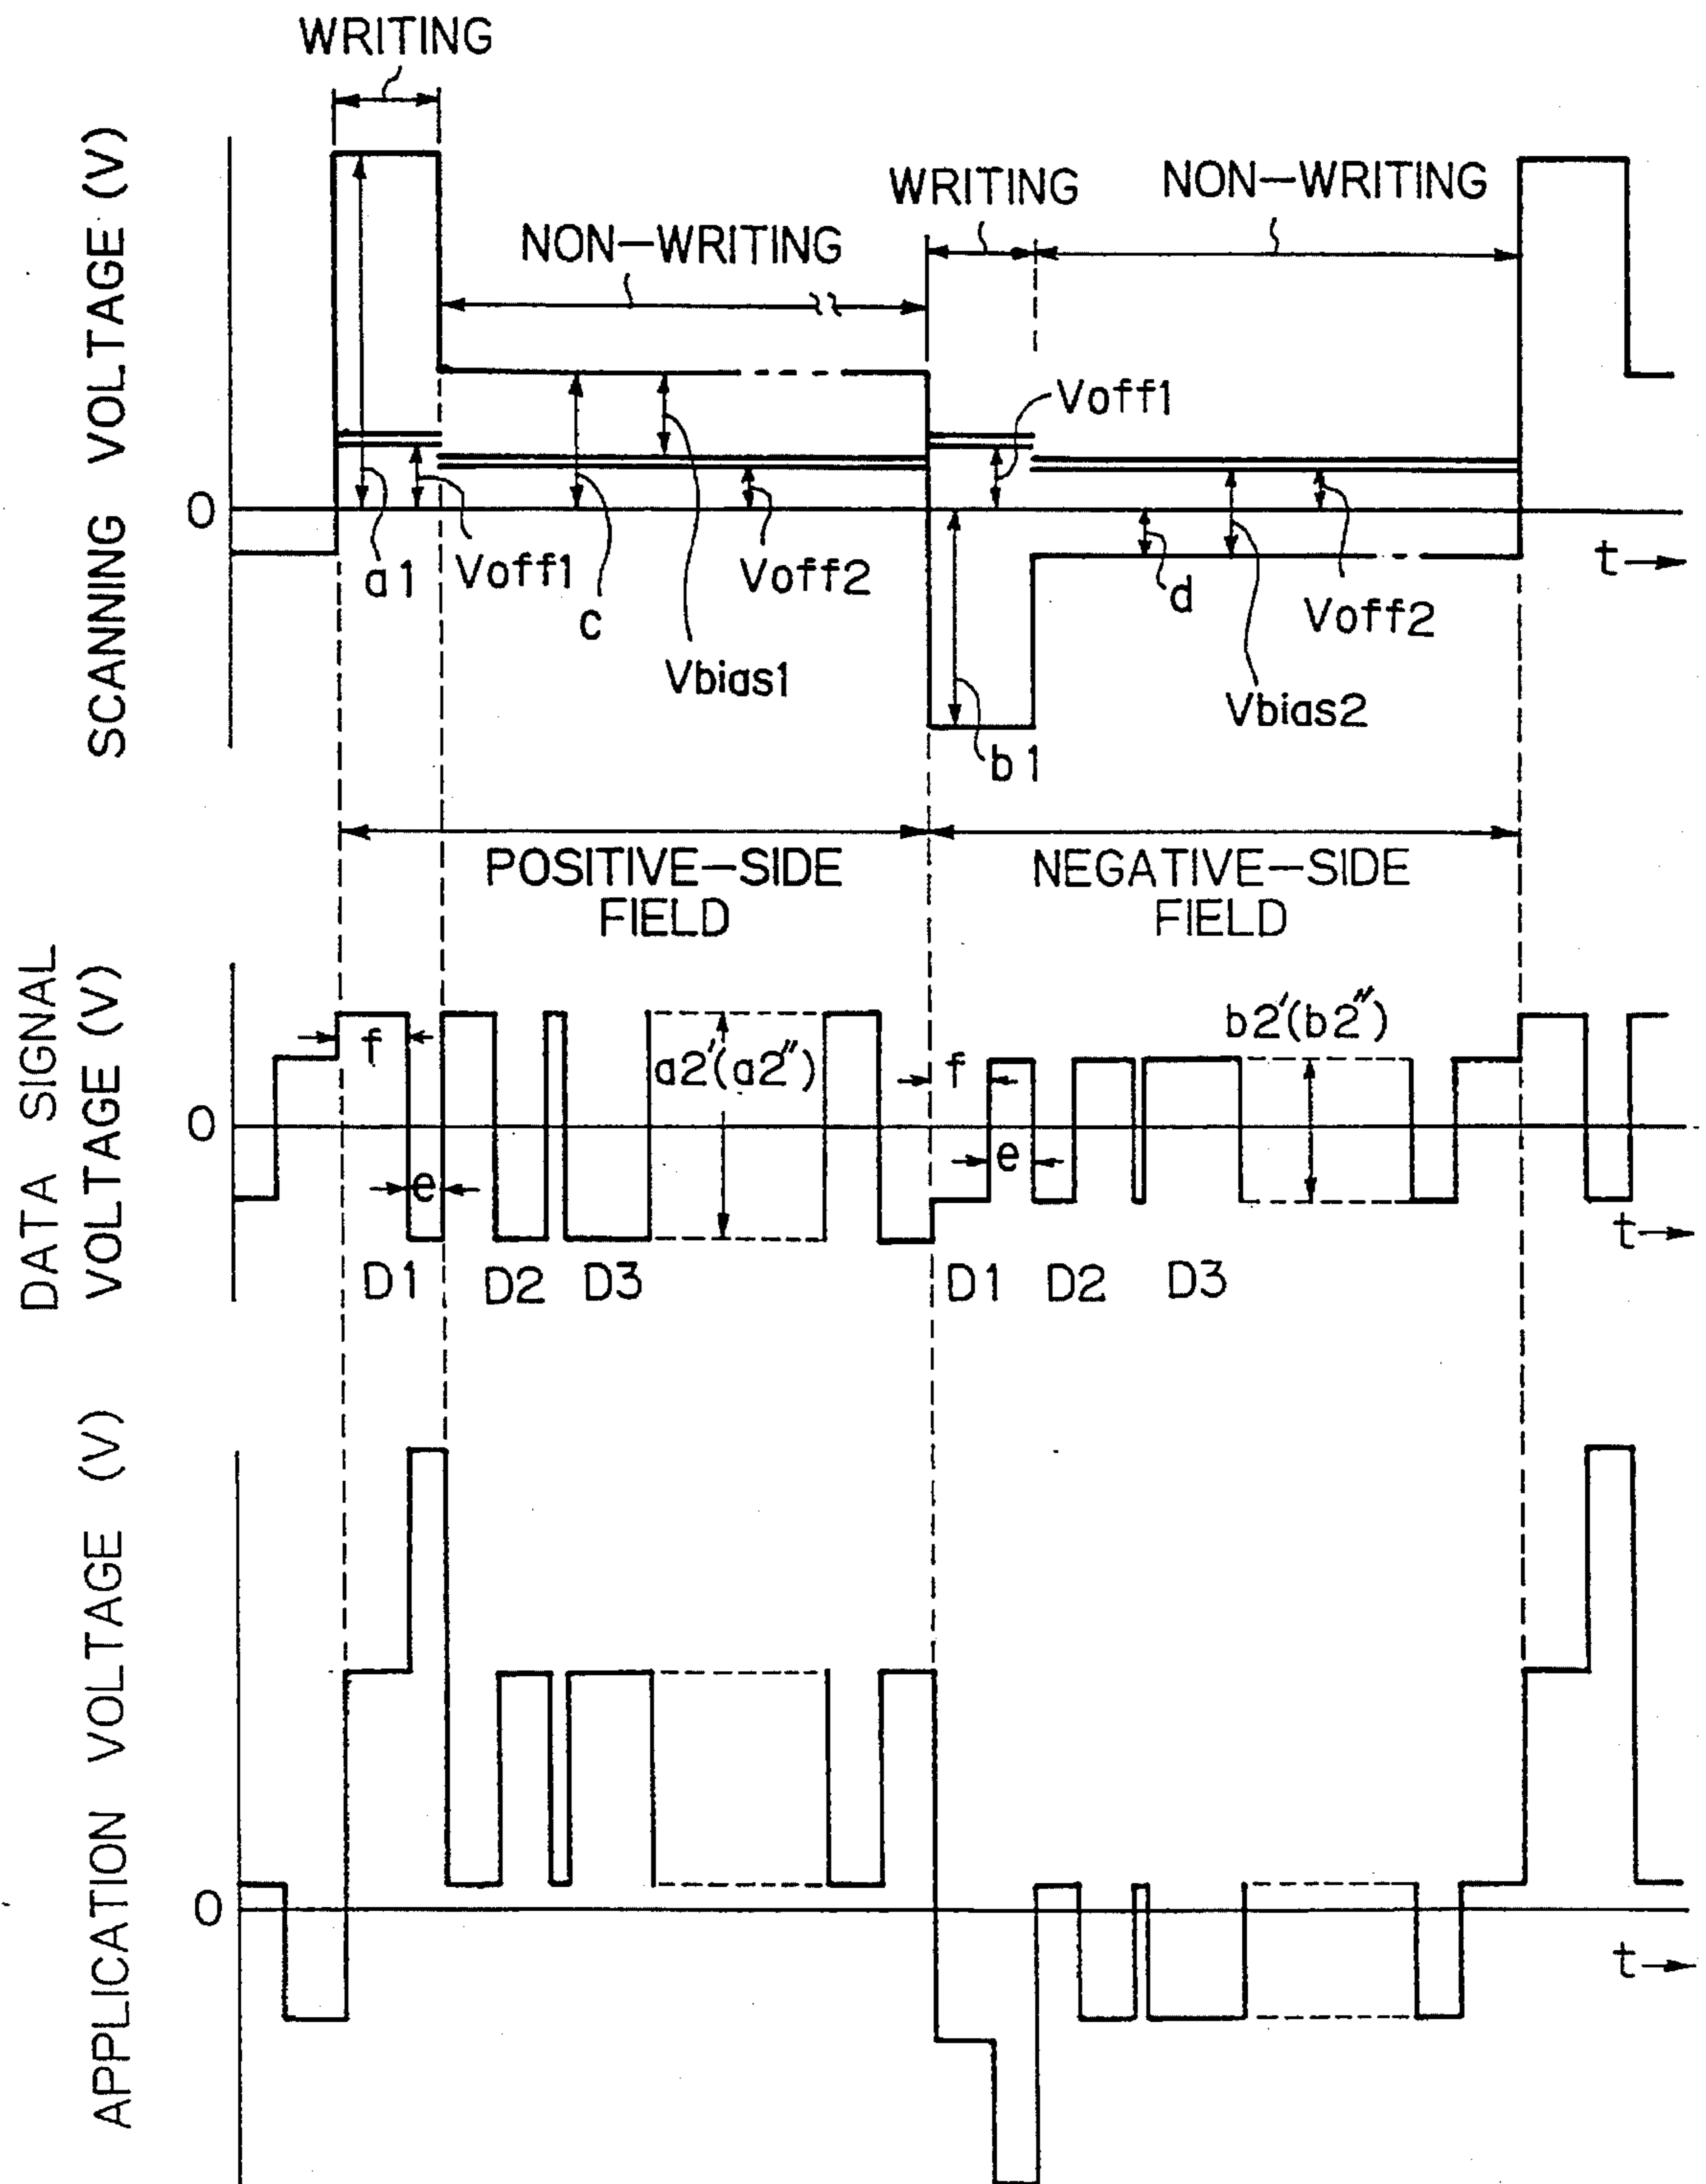 WRITING
SCANNING VOLTAGE (V)
NON-WRITING
WRITING
NON-WRITING
Voff1
0
a1
Voff1
c
Vbias1
Voff2
d
Voff2
Vbias2
b1
t
POSITIVE-SIDE
FIELD
NEGATIVE-SIDE
FIELD
DATA SIGNAL
VOLTAGE (V)
f
a2'(a2")
f
b2'(b2")
0
e
e
t
D1
D2
D3
D1
D2
D3
APPLICATION VOLTAGE (V)
0
t